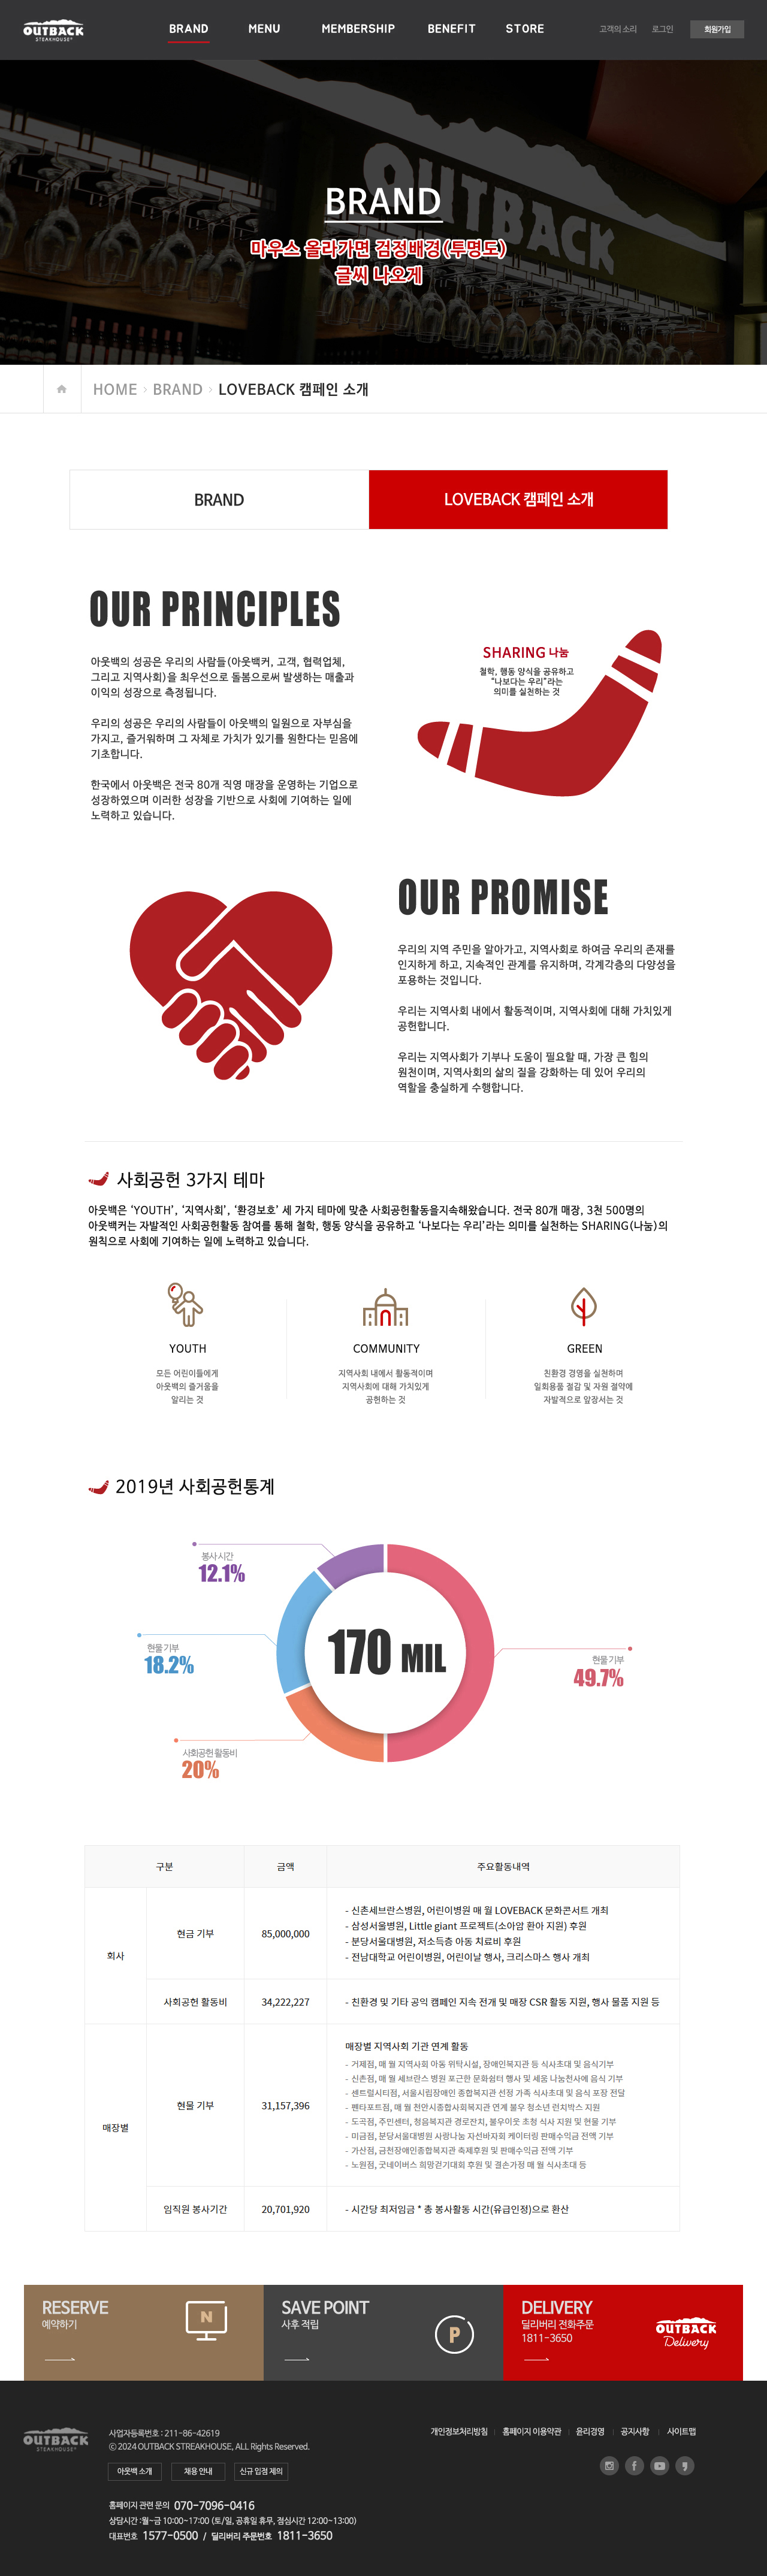 OUTBACK
STEAKHOUSE®
BRAND
MENU
MEMBERSHIP
BENEFIT
STORE
고객의 소리
로그인
회원가입
OUTBACK
BRAND
마우스 올라가면 검정배경(투명도)
글씨 나오게
HOME > BRAND > LOVEBACK 캠페인 소개
BRAND
LOVEBACK 캠페인 소개
OUR PRINCIPLES
아웃백의 성공은 우리의 사람들(아웃백커, 고객, 협력업체,
그리고 지역사회)을 최우선으로 돌봄으로써 발생하는 매출과
이익의 성장으로 측정됩니다.
우리의 성공은 우리의 사람들이 아웃백의 일원으로 자부심을
가지고, 즐거워하며 그 자체로 가치가 있기를 원한다는 믿음에
기초합니다.
한국에서 아웃백은 전국 80개 직영 매장을 운영하는 기업으로
성장하였으며 이러한 성장을 기반으로 사회에 기여하는 일에
노력하고 있습니다.
SHARING 나눔
철학, 행동 양식을 공유하고
“나보다는 우리”라는
의미를 실천하는 것
OUR PROMISE
우리의 지역 주민을 알아가고, 지역사회로 하여금 우리의 존재를
인지하게 하고, 지속적인 관계를 유지하며, 각계각층의 다양성을
포용하는 것입니다.
우리는 지역사회 내에서 활동적이며, 지역사회에 대해 가치있게
공헌합니다.
우리는 지역사회가 기부나 도움이 필요할 때, 가장 큰 힘의
원천이며, 지역사회의 삶의 질을 강화하는 데 있어 우리의
역할을 충실하게 수행합니다.
사회공헌 3가지 테마
아웃백은 ‘YOUTH’, ‘지역사회’, ‘환경보호’ 세 가지 테마에 맞춘 사회공헌활동을지속해왔습니다. 전국 80개 매장, 3천 500명의
아웃백커는 자발적인 사회공헌활동 참여를 통해 철학, 행동 양식을 공유하고 ‘나보다는 우리’라는 의미를 실천하는 SHARING(나눔)의
원칙으로 사회에 기여하는 일에 노력하고 있습니다.
YOUTH
모든 어린이들에게
아웃백의 즐거움을
알리는 것
COMMUNITY
지역사회 내에서 활동적이며
지역사회에 대해 가치있게
공헌하는 것
GREEN
친환경 경영을 실천하며
일회용품 절감 및 자원 절약에
자발적으로 앞장서는 것
2019년 사회공헌통계
봉사시간
12.1%
현물기부
18.2%
사회공헌 활동비
20%
170 MIL
현물기부
49.7%
구분
금액
주요활동내역
회사
현금 기부
85,000,000
- 신촌세브란스병원, 어린이병원 매 월 LOVEBACK 문화콘서트 개최
- 삼성서울병원, Little giant 프로젝트(소아암 환아 지원) 후원
- 분당서울대병원, 저소득층 아동 치료비 후원
- 전남대학교 어린이병원, 어린이날 행사, 크리스마스 행사 개최
사회공헌 활동비
34,222,227
- 친환경 및 기타 공익 캠페인 지속 전개 및 매장 CSR 활동 지원, 행사 물품 지원 등
매장별
현물 기부
31,157,396
매장별 지역사회 기관 연계 활동
- 거제점, 매 월 지역사회 아동 위탁시설, 장애인복지관 등 식사초대 및 음식기부
- 신촌점, 매 월 세브란스 병원 포근한 문화쉼터 행사 및 세움 나눔천사에 음식 기부
- 센트럴시티점, 서울시립장애인 종합복지관 선정 가족 식사초대 및 음식 포장 전달
- 펜타포트점, 매 월 천안시종합사회복지관 연계 불우 청소년 런치박스 지원
- 도곡점, 주민센터, 청음복지관 경로잔치, 불우이웃 초청 식사 지원 및 현물 기부
- 미금점, 분당서울대병원 사랑나눔 자선바자회 케이터링 판매수익금 전액 기부
- 가산점, 금천장애인종합복지관 축제후원 및 판매수익금 전액 기부
- 노원점, 굿네이버스 희망걷기대회 후원 및 결손가정 매 월 식사초대 등
임직원 봉사기간
20,701,920
- 시간당 최저임금 * 총 봉사활동 시간(유급인정)으로 환산
RESERVE
예약하기
N
SAVE POINT
사후 적립
P
DELIVERY
딜리버리 전화주문
1811-3650
OUTBACK
Delivery
OUTBACK
STEAKHOUSE®
사업자등록번호 : 211-86-42619
© 2024 OUTBACK STREAKHOUSE, ALL Rights Reserved.
아웃백 소개
채용 안내
신규 입점 제의
개인정보처리방침
홈페이지 이용약관
윤리경영
공지사항
사이트맵
홈페이지 관련 문의 070-7096-0416
상담시간 :월~금 10:00~17:00 (토/일, 공휴일 휴무, 점심시간 12:00~13:00)
대표번호 1577-0500 / 딜리버리 주문번호 1811-3650